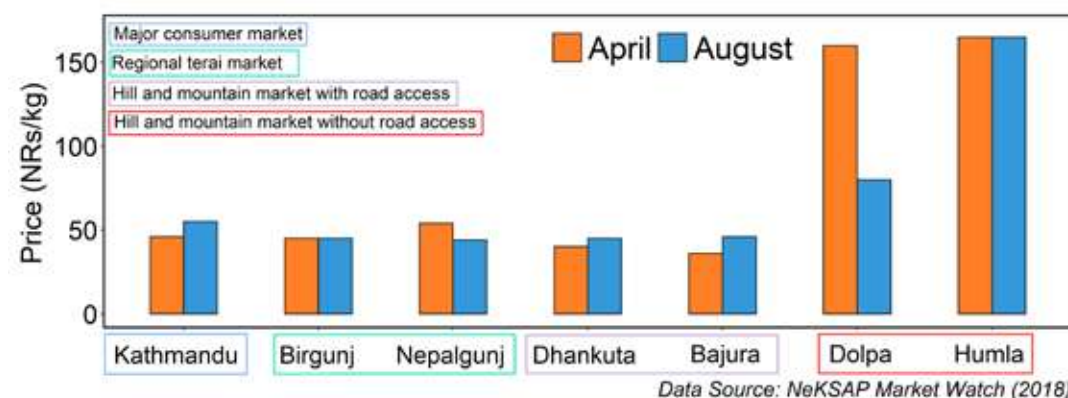 Major consumer market
Regional terai market
Hill and mountain market with road access
Hill and mountain market without road access
April August
Price (NRs/kg)
150
100
50
0
Kathmandu Birgunj Nepalgunj Dhankuta Bajura Dolpa Humla
Data Source: NeKSAP Market Watch (2018)